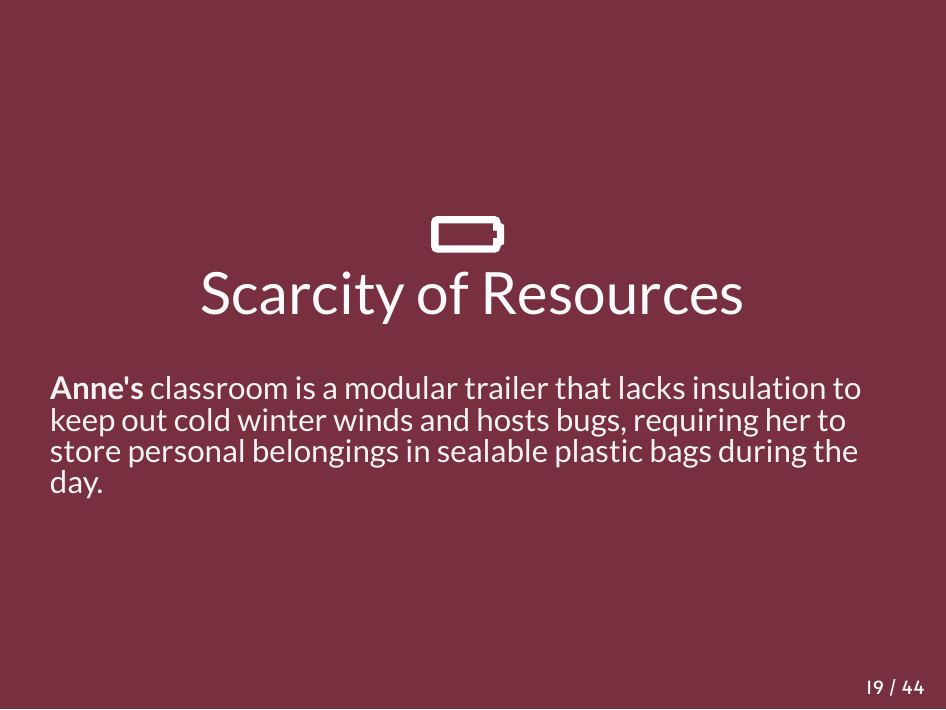 Scarcity of Resources
Anne's classroom is a modular trailer that lacks insulation to
keep out cold winter winds and hosts bugs, requiring her to
store personal belongings in sealable plastic bags during the
day.
19 / 44